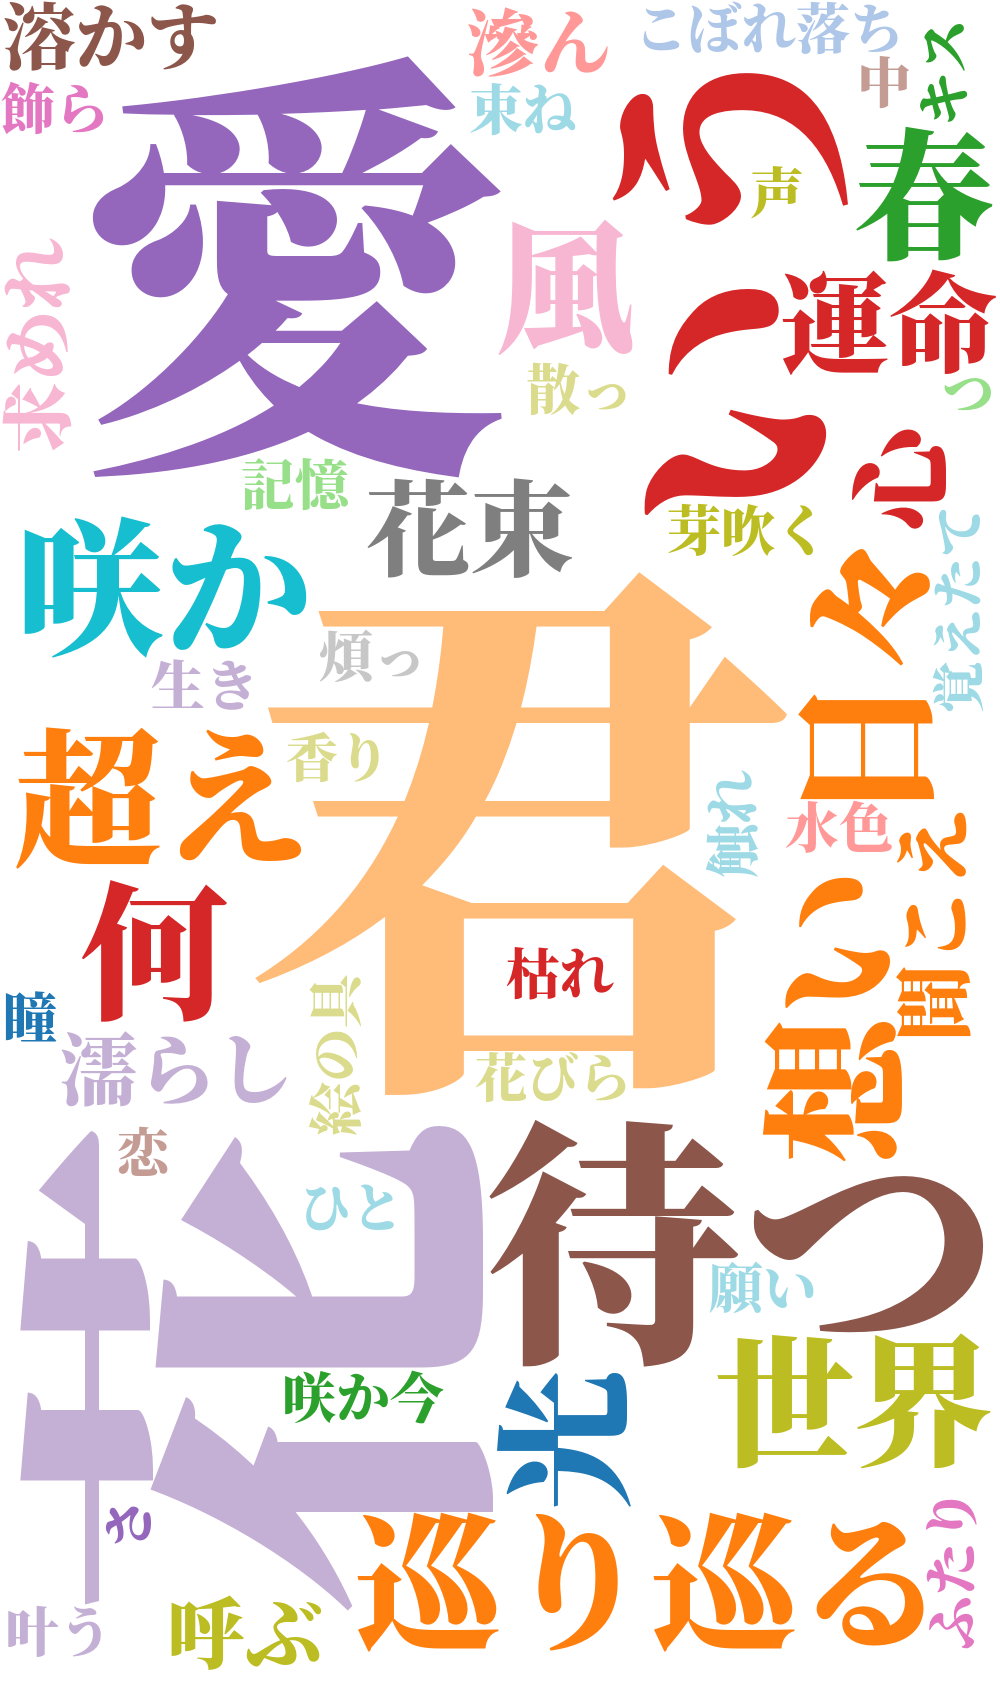 溶かす
滲ん
こぼれ落ち
キス
飾ら
束ね
中
愛
いつ
声
春
求めれ
風
運命
散っ
つ
心
記憶
花束
芽吹く
咲か
覚えたて
日々
煩っ
生き
超え
香り
君
触れ
水色
聞こえ
何
想い
枯れ
瞳
絵の具
濡らし
花びら
恋
花
待つ
ひと
願い
世界
咲か今
光
さ
巡り巡る
ふたり
叶う
呼ぶ